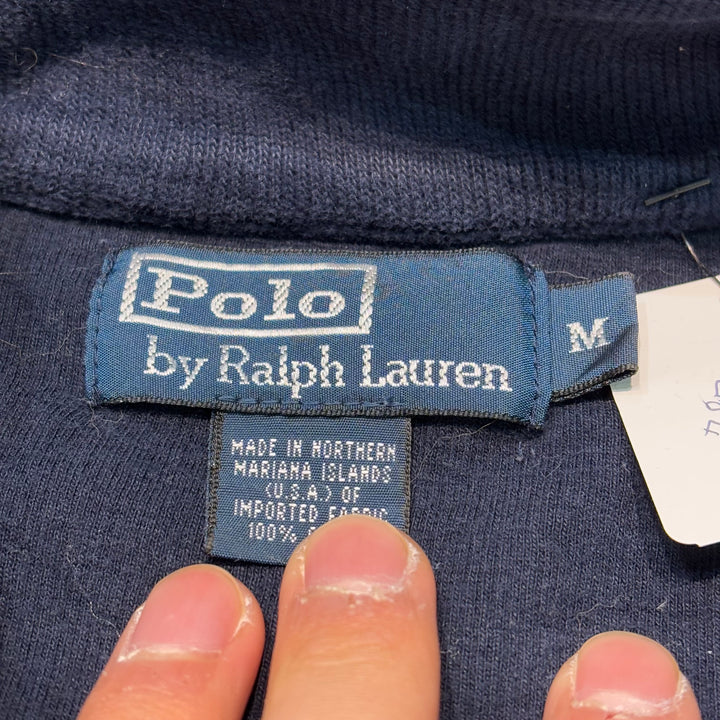 Polo
by Ralph Lauren
M
MADE IN NORTHERN
MARIANA ISLANDS
(U.S.A.) OF
IMPORTED FABRIC
100%